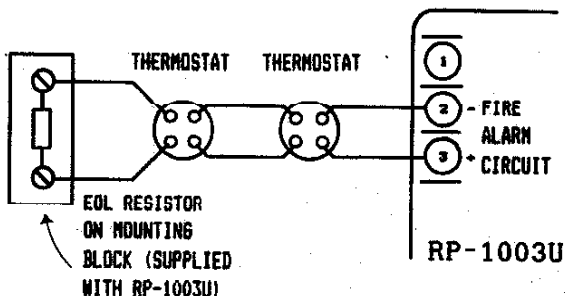 THERMOSTAT THERMOSTAT
1
2 - FIRE
ALARM
3 + CIRCUIT
EOL RESISTOR
ON MOUNTING
BLOCK (SUPPLIED
WITH RP-1003U)
RP-1003U